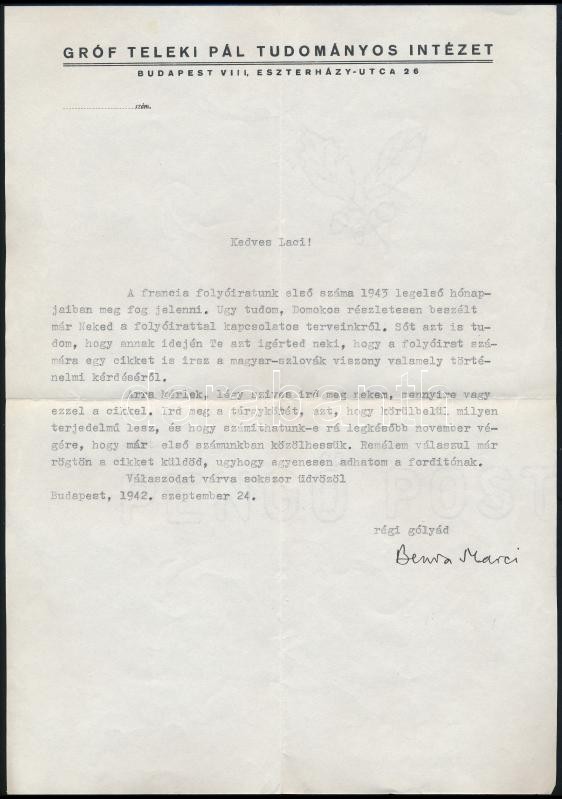 GRÓF TELEKI PÁL TUDOMÁNYOS INTÉZET
BUDAPEST VIII, ESZTERHÁZY-UTCA 26
szám.
Kedves Laci!
A francia folyóiratunk első száma 1943 legelső hónap-
jaiban meg fog jelenni. Ugy tudom, Domokos részletesen beszélt
már Neked a folyóirattal kapcsolatos terveinkről. Sőt azt is tu-
dom, hogy annak idején Te azt igérted neki, hogy a folyóirat szá-
mára egy cikket is irsz a magyar-szlovák viszony valamely törté-
nelmi kérdéséről.
Arra kérlek, légy szives ird meg nekem, mennyire vagy
ezzel a cikkel. Ird meg a tárgykörét, azt, hogy körülbelül milyen
terjedelmű lesz, és hogy számithatunk-e rá legkésőbb november vé-
gére, hogy már első számunkban közölhessük. Remélem válaszul már
rögtön a cikket küldöd, ugyhogy egyenesen adhatom a forditónak.
Válaszodat várva sokszor üdvözöl
Budapest, 1942. szeptember 24.
régi gólyád
Benda Marci
darabanth